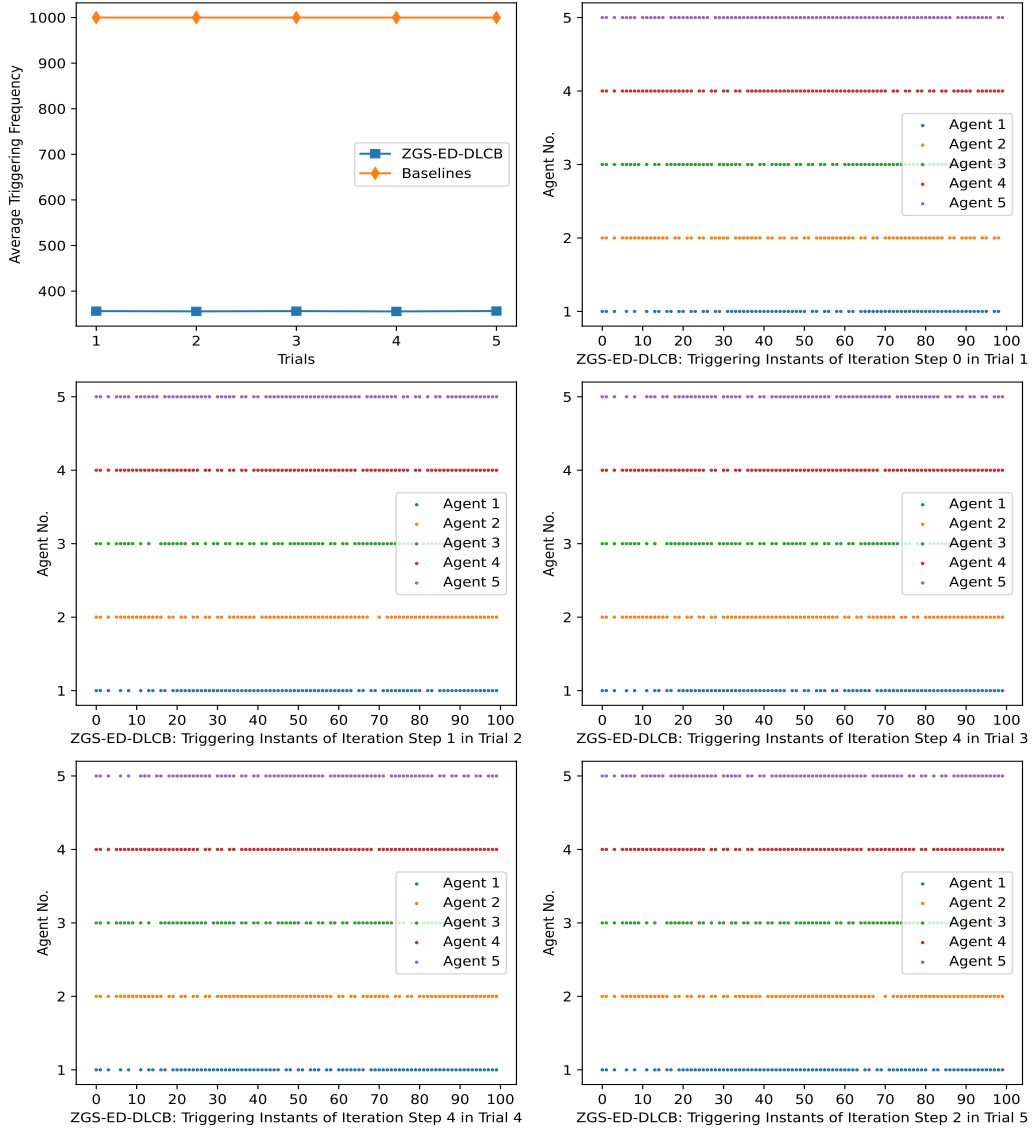 1000
900
800
700
600
500
400
Average Triggering Frequency
ZGS-ED-DLCB
Baselines
1 2 3 4 5
Trials
5
4
3
2
1
Agent No.
Agent 1
Agent 2
Agent 3
Agent 4
Agent 5
0 10 20 30 40 50 60 70 80 90 100
ZGS-ED-DLCB: Triggering Instants of Iteration Step 0 in Trial 1
5
4
3
2
1
Agent No.
Agent 1
Agent 2
Agent 3
Agent 4
Agent 5
0 10 20 30 40 50 60 70 80 90 100
ZGS-ED-DLCB: Triggering Instants of Iteration Step 1 in Trial 2
5
4
3
2
1
Agent No.
Agent 1
Agent 2
Agent 3
Agent 4
Agent 5
0 10 20 30 40 50 60 70 80 90 100
ZGS-ED-DLCB: Triggering Instants of Iteration Step 4 in Trial 3
5
4
3
2
1
Agent No.
Agent 1
Agent 2
Agent 3
Agent 4
Agent 5
0 10 20 30 40 50 60 70 80 90 100
ZGS-ED-DLCB: Triggering Instants of Iteration Step 4 in Trial 4
5
4
3
2
1
Agent No.
Agent 1
Agent 2
Agent 3
Agent 4
Agent 5
0 10 20 30 40 50 60 70 80 90 100
ZGS-ED-DLCB: Triggering Instants of Iteration Step 2 in Trial 5